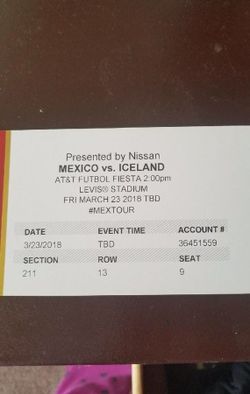 Presented by Nissan
MEXICO vs. ICELAND
AT&T FUTBOL FIESTA 2:00pm
LEVIS® STADIUM
FRI MARCH 23 2018 TBD
#MEXTOUR
DATE EVENT TIME ACCOUNT #
3/23/2018 TBD 36451559
SECTION ROW SEAT
211 13 9